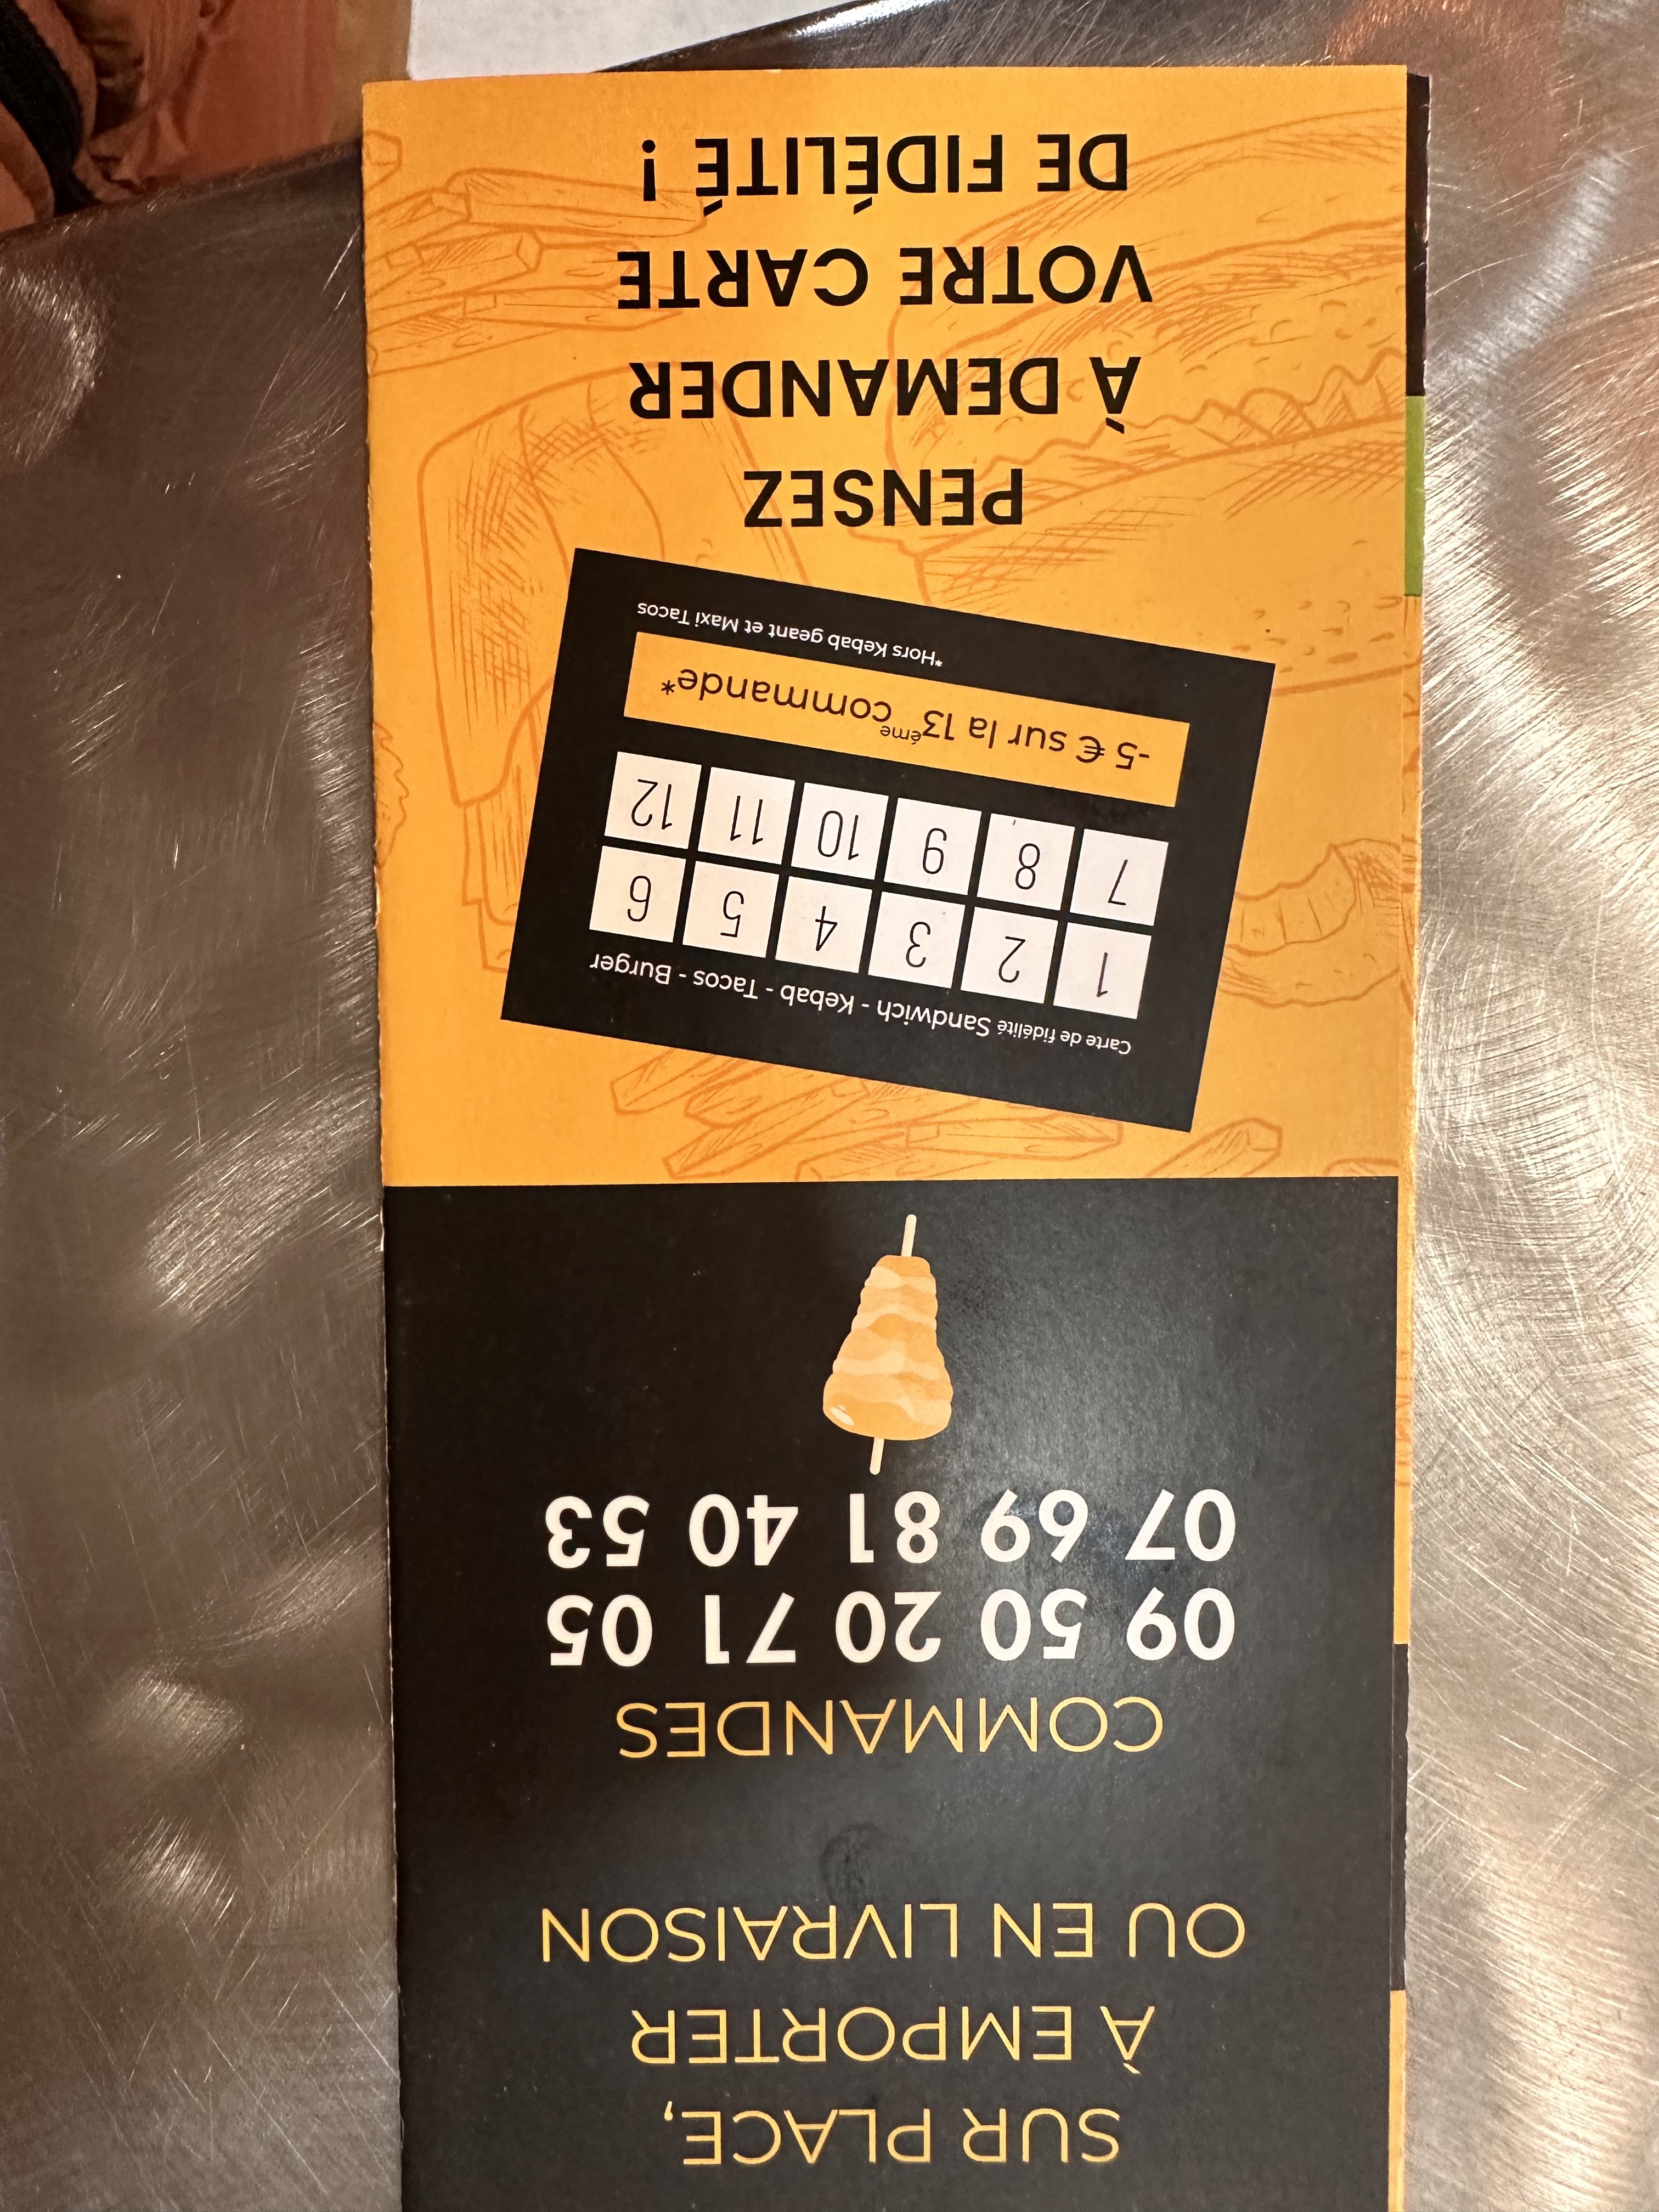 SUR PLACE,
À EMPORTER
OU EN LIVRAISON
COMMANDES
09 50 20 71 05
07 69 81 40 53
Carte de fidélité Sandwich - Kebab - Tacos - Burger
1 2 3 4 5 6
7 8 9 10 11 12
-5 € sur la 13ème commande*
*Hors Kebab geant et Maxi Tacos
PENSEZ
À DEMANDER
VOTRE CARTE
DE FIDÉLITÉ !